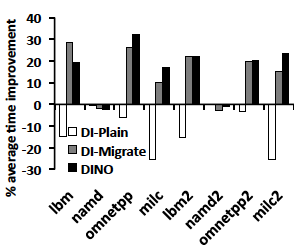 % average time improvement
40
30
20
10
0
-10
-20
-30
DI-Plain
DI-Migrate
DINO
lbm
namd
omnetpp
milc
lbm2
namd2
omnetpp2
milc2